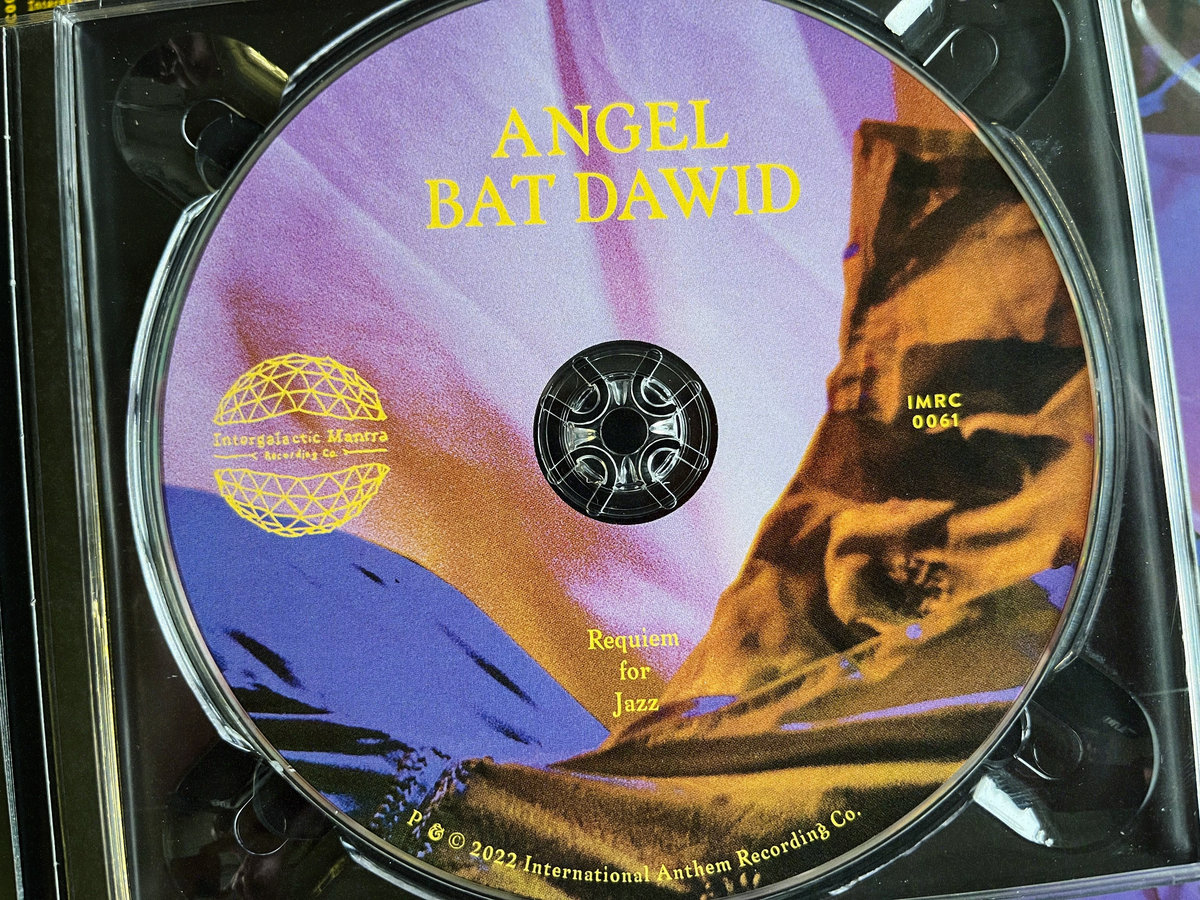 ANGEL
BAT DAWID
Intergalactic Mantra
Recording Co.
IMRC
0061
Requiem
for
Jazz
P & © 2022 International Anthem Recording Co.